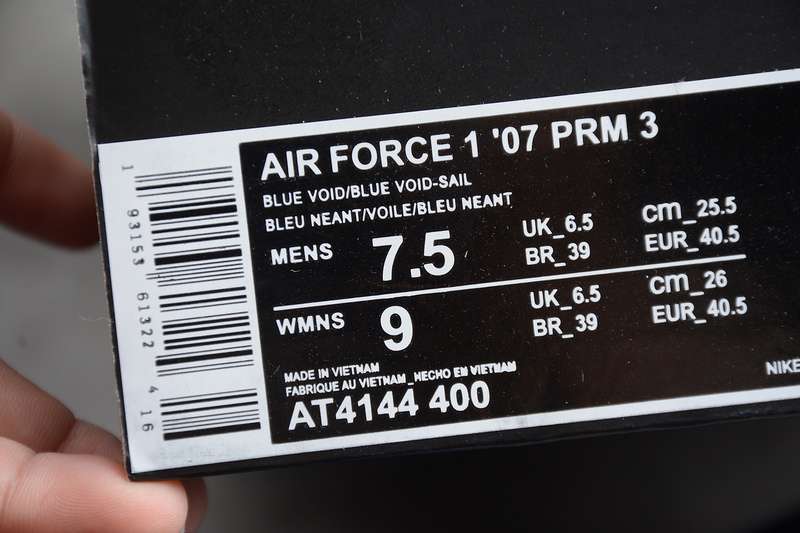 AIR FORCE 1 '07 PRM 3
BLUE VOID/BLUE VOID-SAIL
BLEU NEANT/VOILE/BLEU NEANT
MENS 7.5 UK_6.5 cm_25.5
BR_39 EUR_40.5
WMNS 9 UK_6.5 cm_26
BR_39 EUR_40.5
MADE IN VIETNAM
FABRIQUE AU VIETNAM_HECHO EN VIETNAM
AT4144 400
NIKE
1 93153 61322 4 16